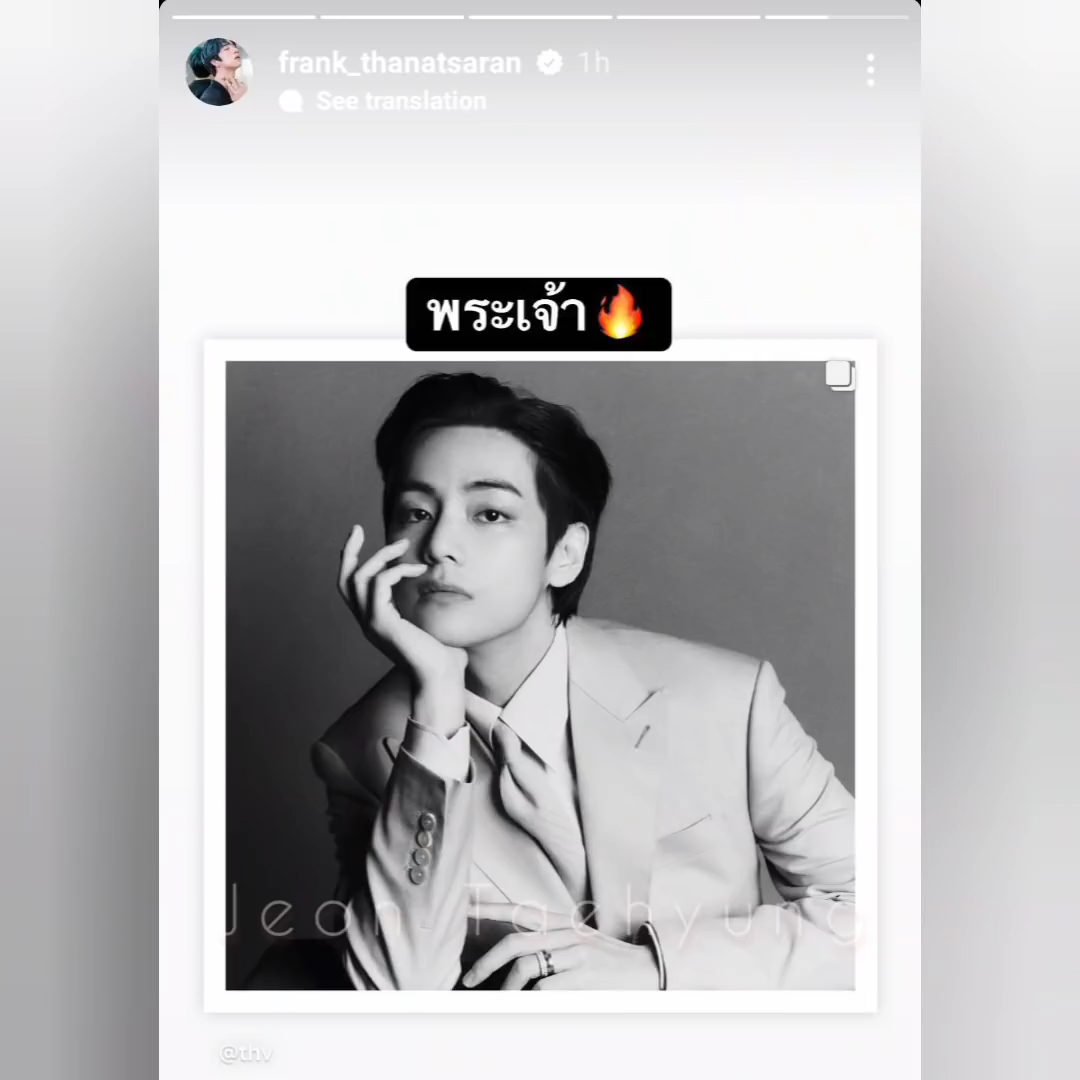 frank_thanatsaran 1h
See translation
พระเจ้า🔥
Jeon Taehyung
@thv